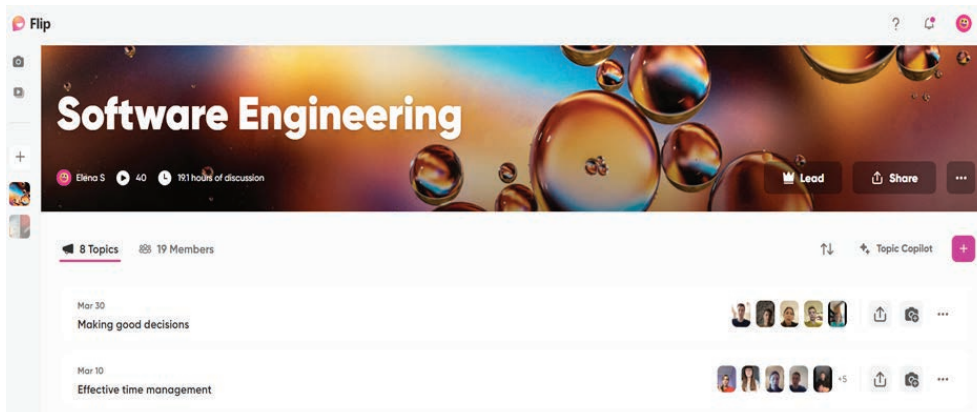 Flip
?
Software Engineering
Elena S 40 19.1 hours of discussion
Lead
Share
8 Topics 19 Members
Topic Copilot
+
Mar 30
Making good decisions
Mar 10
Effective time management
+5